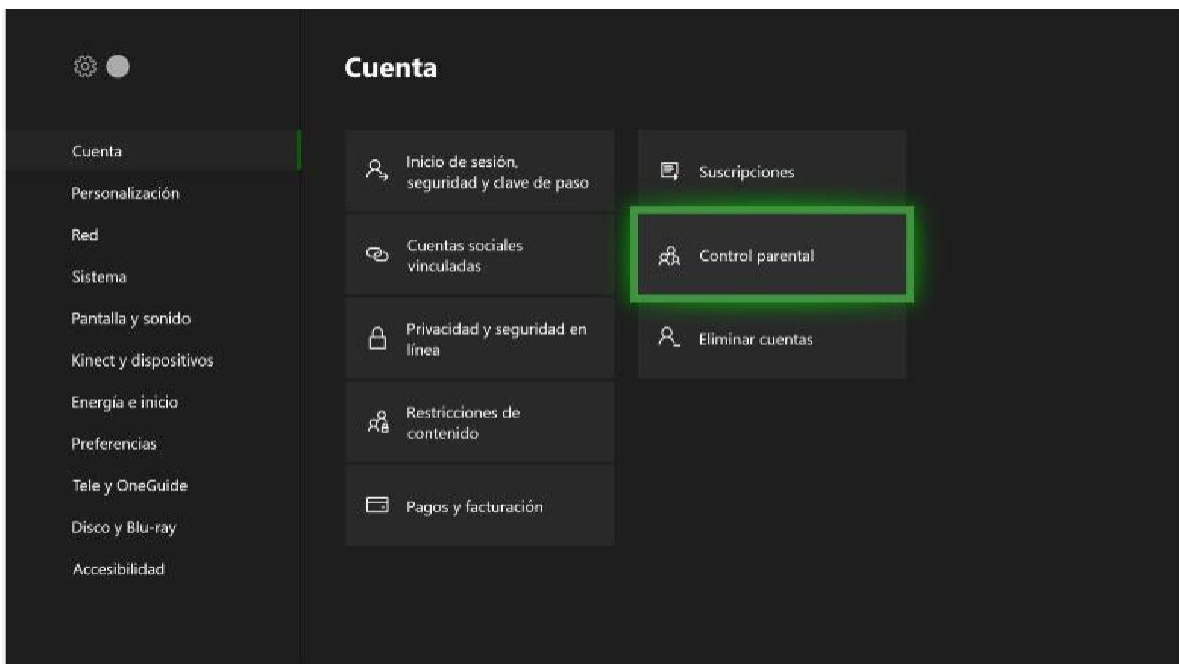 Cuenta
Cuenta
Personalización
Red
Sistema
Pantalla y sonido
Kinect y dispositivos
Energía e inicio
Preferencias
Tele y OneGuide
Disco y Blu-ray
Accesibilidad
Inicio de sesión,
seguridad y clave de paso
Cuentas sociales
vinculadas
Privacidad y seguridad en
línea
Restricciones de
contenido
Pagos y facturación
Suscripciones
Control parental
Eliminar cuentas